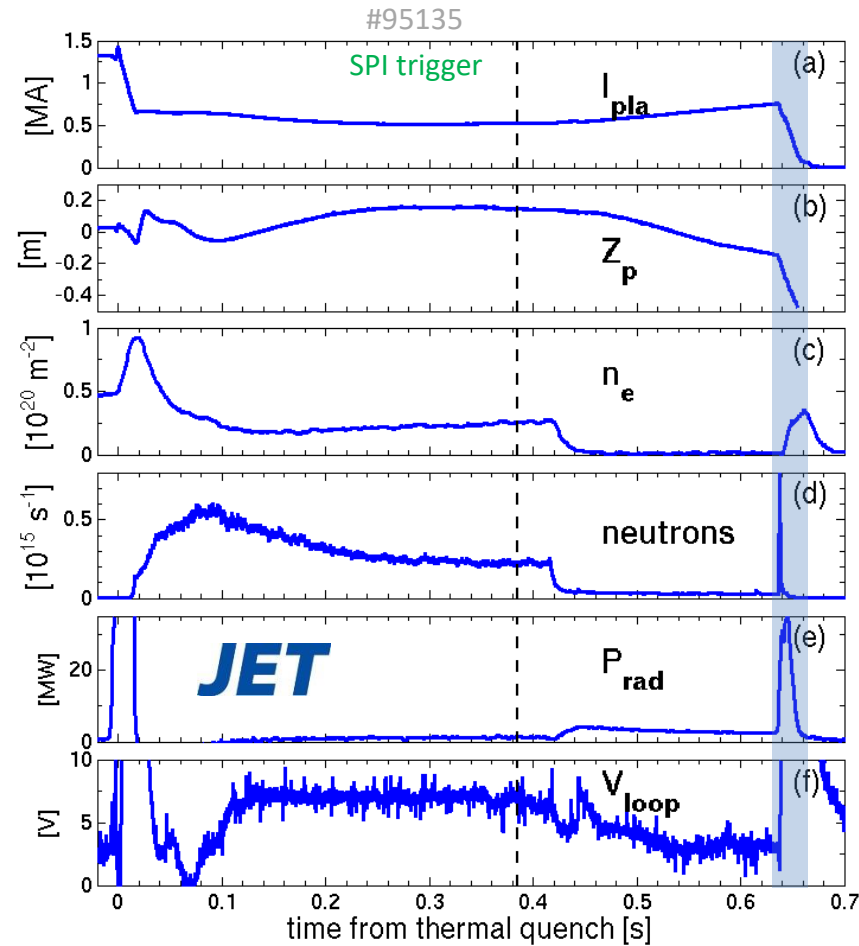 #95135
SPI trigger
(a)
I_pla
[MA]
1.5
1
0.5
0
(b)
Z_p
[m]
0.2
0
-0.2
-0.4
(c)
n_e
[10^20 m^-2]
1
0.5
0
(d)
neutrons
[10^15 s^-1]
0.5
0
(e)
P_rad
JET
[MW]
20
0
(f)
V_loop
[V]
10
5
0
0 0.1 0.2 0.3 0.4 0.5 0.6 0.7
time from thermal quench [s]